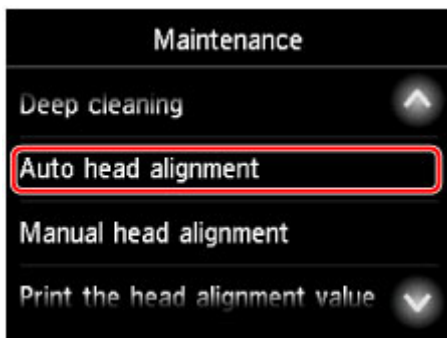 Maintenance
Deep cleaning
Auto head alignment
Manual head alignment
Print the head alignment value